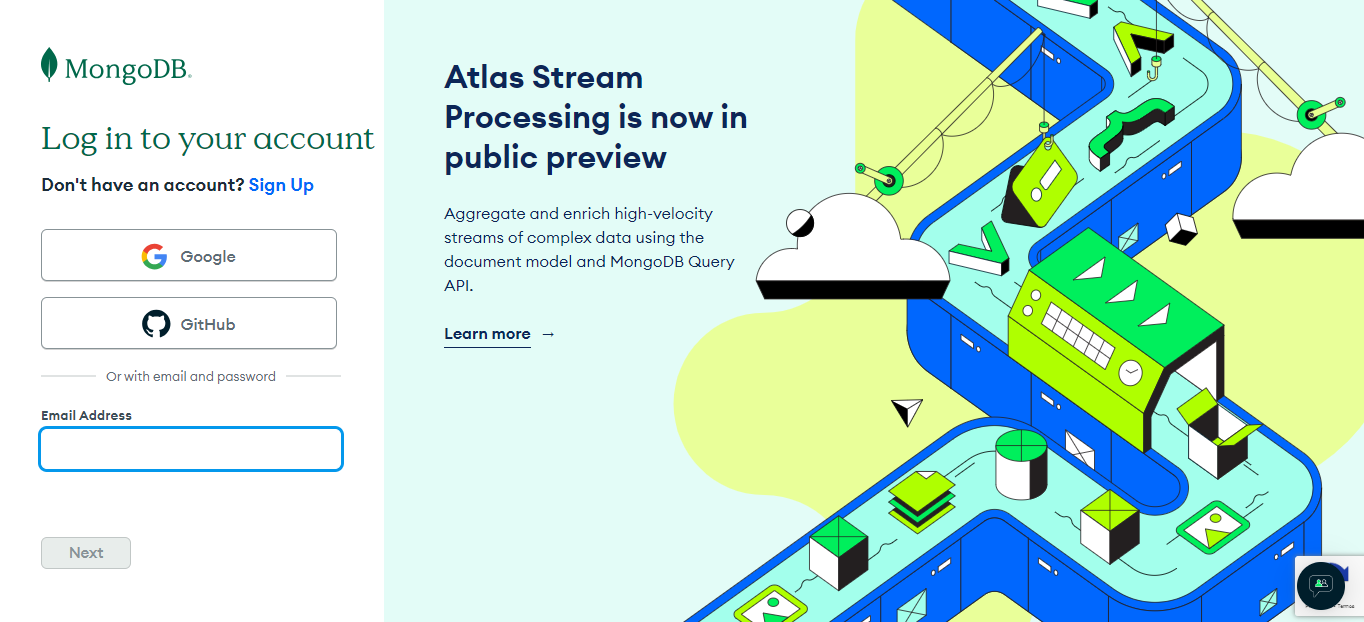 MongoDB.
Log in to your account
Don't have an account? Sign Up
Google
GitHub
Or with email and password
Email Address
Next
Atlas Stream
Processing is now in
public preview
Aggregate and enrich high-velocity
streams of complex data using the
document model and MongoDB Query
API.
Learn more →
Terms